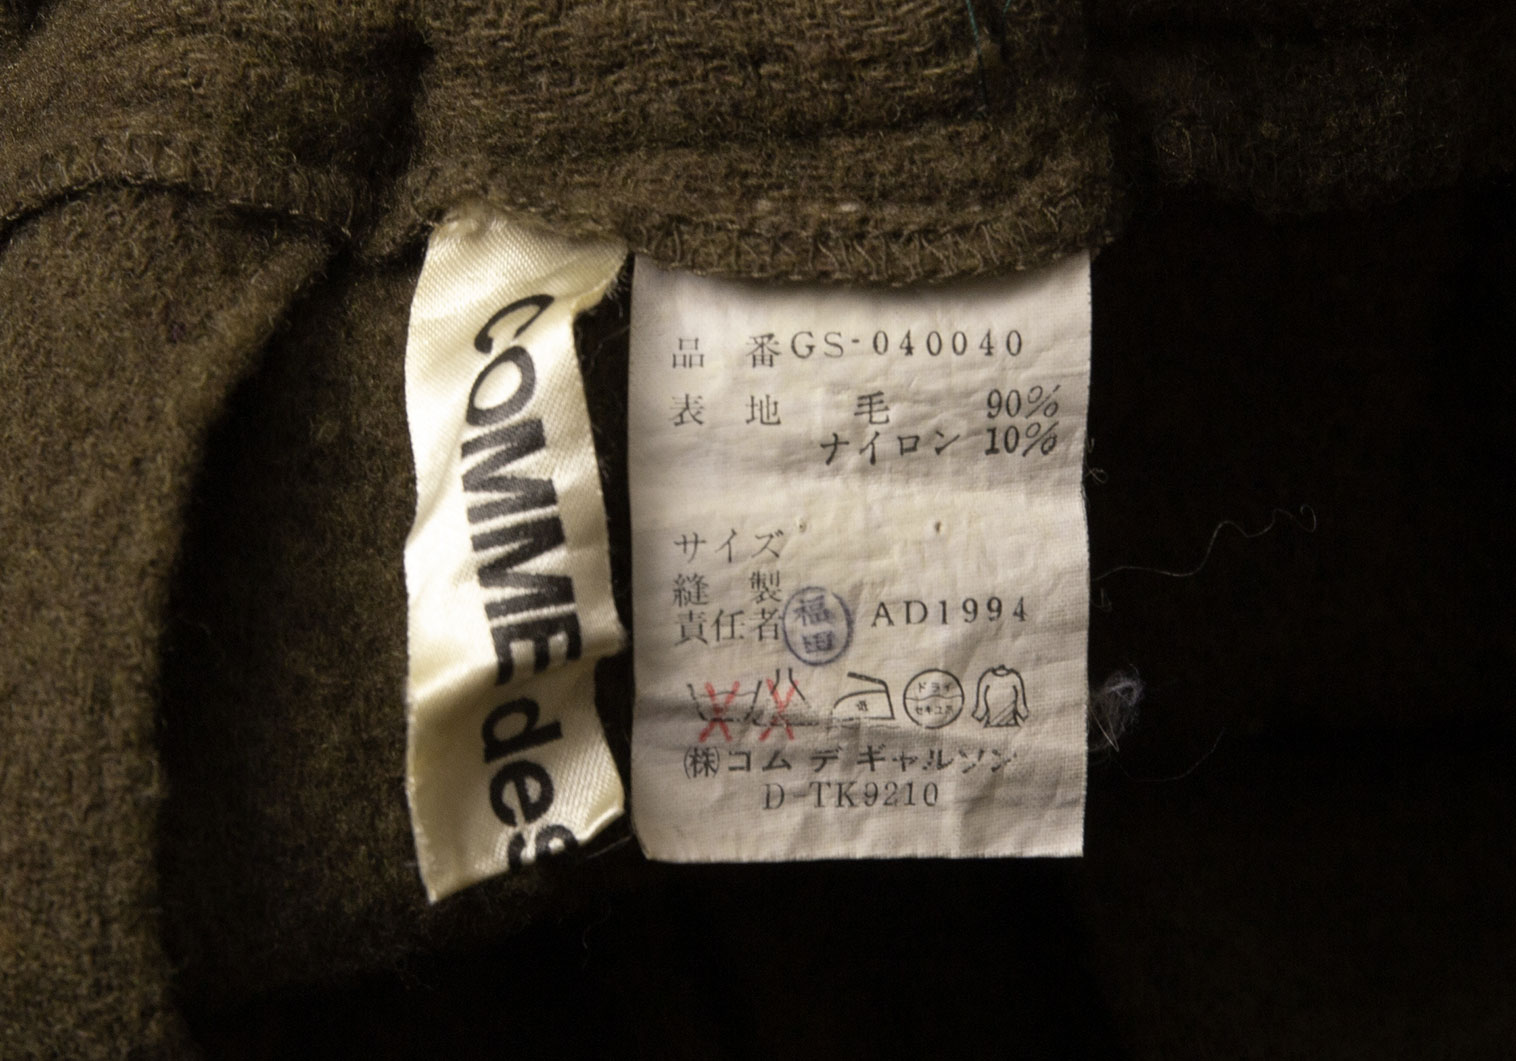 COMME des
品 番 GS-040040
表 地 毛 90%
ナイロン 10%
サイズ
縫 製
責任者 福田 AD1994
ドライ
セキユ系
㈱コム デ ギャルソン
D-TK9210